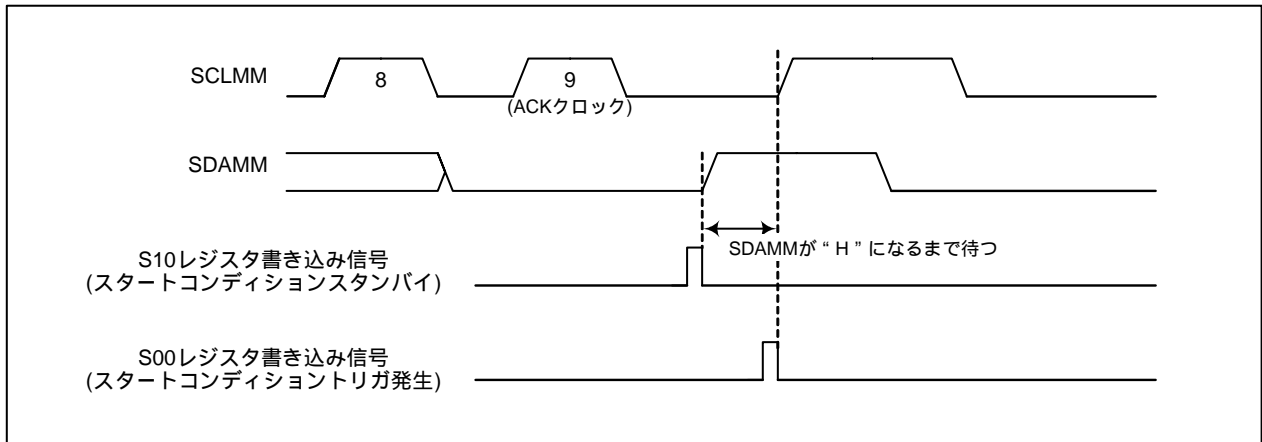 SCLMM
8
9
(ACKクロック)
SDAMM
SDAMMが “ H ” になるまで待つ
S10レジスタ書き込み信号
(スタートコンディションスタンバイ)
S00レジスタ書き込み信号
(スタートコンディショントリガ発生)